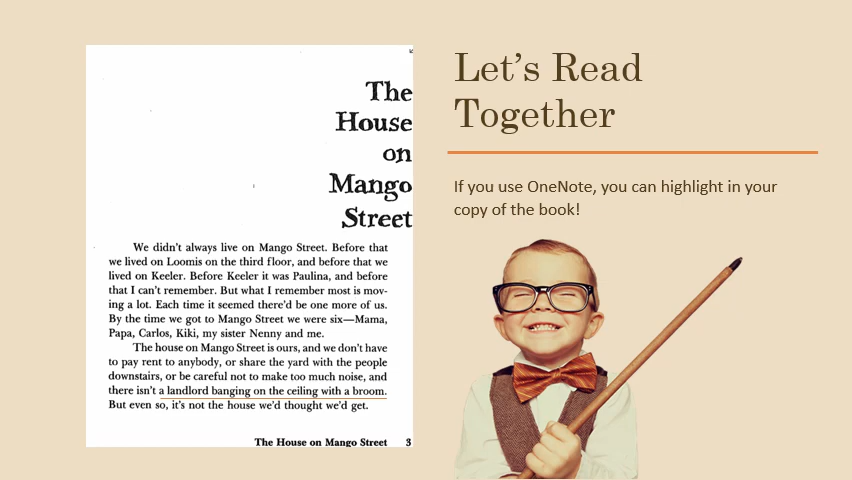 The
House
on
Mango
Street
We didn't always live on Mango Street. Before that
we lived on Loomis on the third floor, and before that we
lived on Keeler. Before Keeler it was Paulina, and before
that I can't remember. But what I remember most is mov-
ing a lot. Each time it seemed there'd be one more of us.
By the time we got to Mango Street we were six—Mama,
Papa, Carlos, Kiki, my sister Nenny and me.
The house on Mango Street is ours, and we don't have
to pay rent to anybody, or share the yard with the people
downstairs, or be careful not to make too much noise, and
there isn't a landlord banging on the ceiling with a broom.
But even so, it's not the house we'd thought we'd get.
The House on Mango Street 3
Let's Read
Together
If you use OneNote, you can highlight in your
copy of the book!